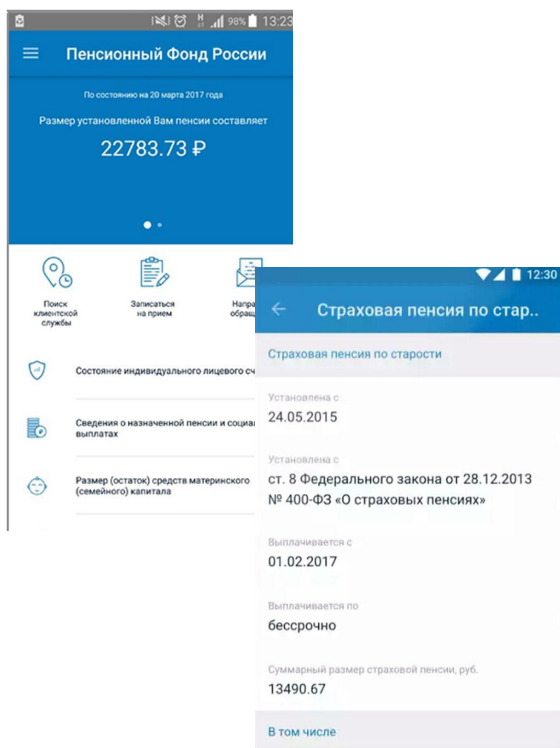 98% 13:23
Пенсионный Фонд России
По состоянию на 20 марта 2017 года
Размер установленной Вам пенсии составляет
22783.73 ₽
Поиск
клиентской
службы
Записаться
на прием
Напра
обращ
Состояние индивидуального лицевого сч
Сведения о назначенной пенсии и социа
выплатах
Размер (остаток) средств материнского
(семейного) капитала
12:30
Страховая пенсия по стар..
Страховая пенсия по старости
Установлена с
24.05.2015
Установлена с
ст. 8 Федерального закона от 28.12.2013
№ 400-ФЗ «О страховых пенсиях»
Выплачивается с
01.02.2017
Выплачивается по
бессрочно
Суммарный размер страховой пенсии, руб.
13490.67
В том числе